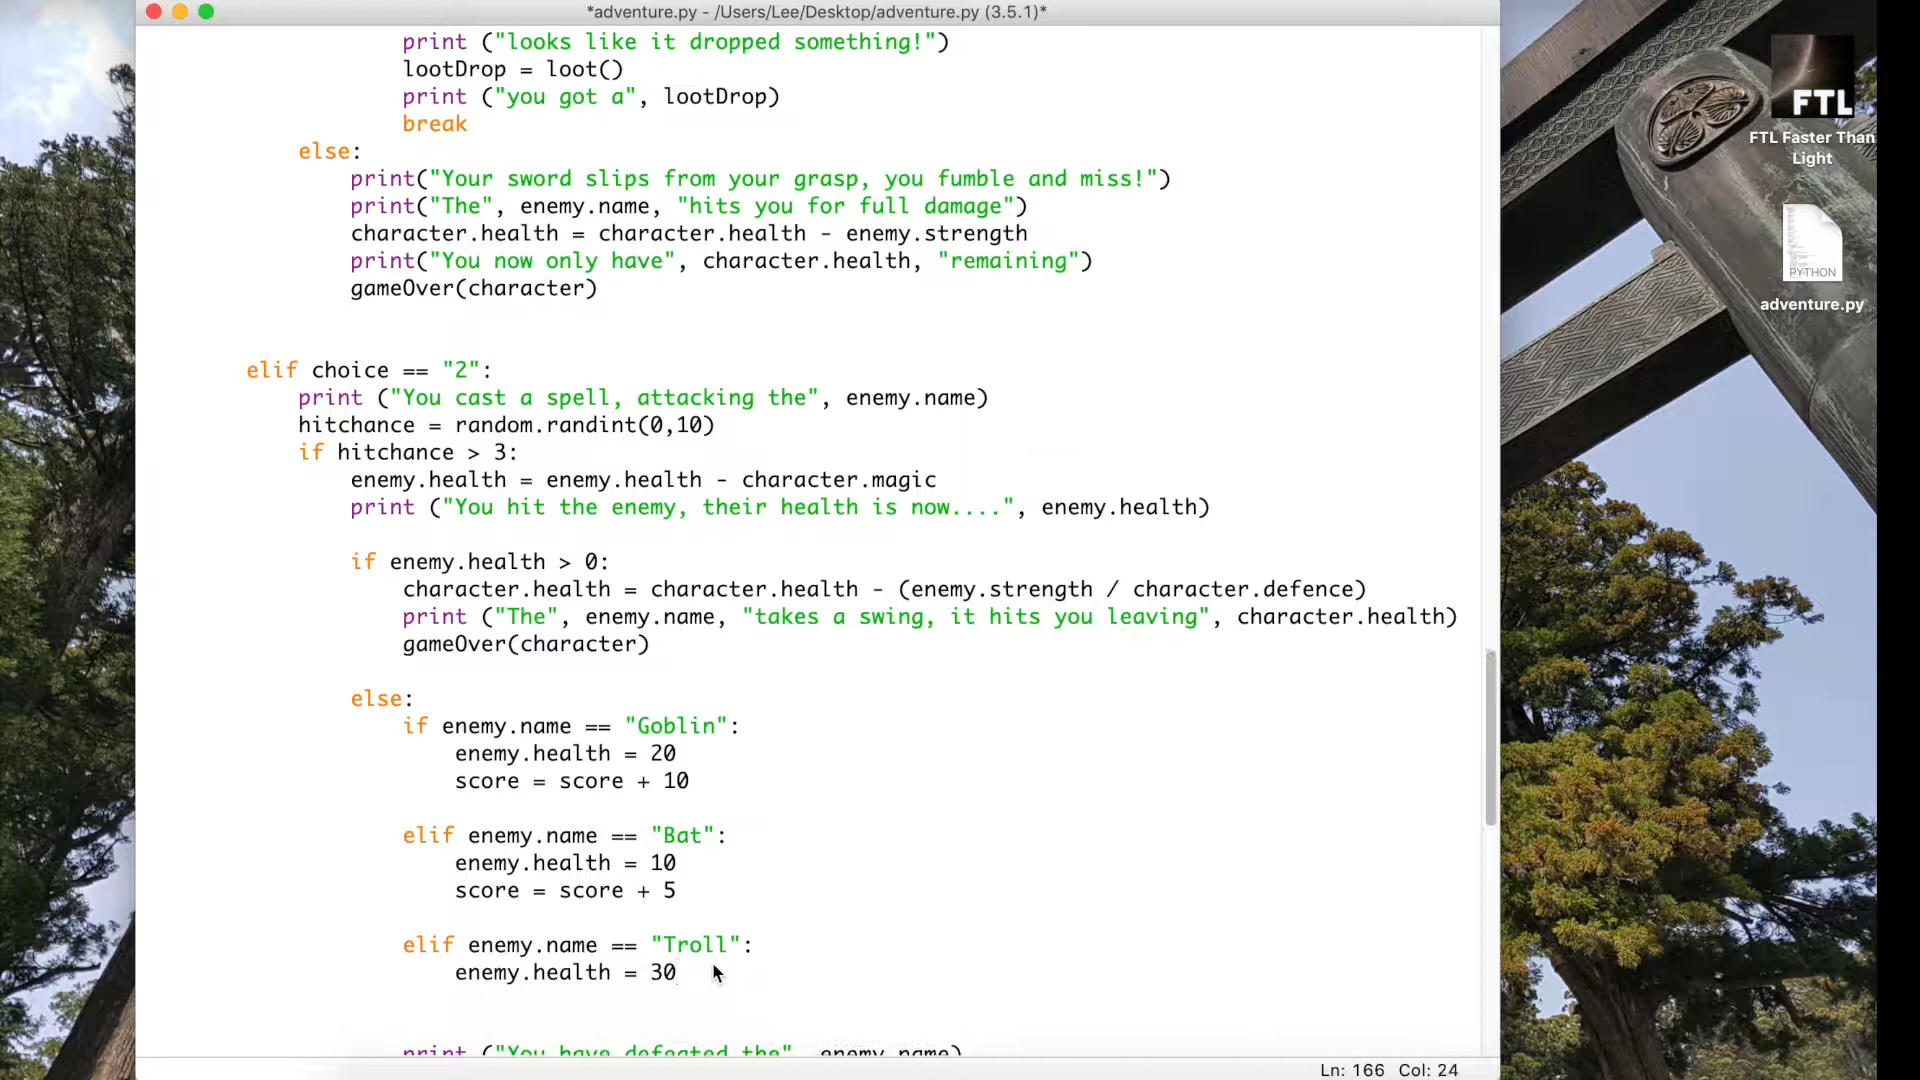 *adventure.py - /Users/Lee/Desktop/adventure.py (3.5.1)*
print ("looks like it dropped something!")
lootDrop = loot()
print ("you got a", lootDrop)
break
else:
print("Your sword slips from your grasp, you fumble and miss!")
print("The", enemy.name, "hits you for full damage")
character.health = character.health - enemy.strength
print("You now only have", character.health, "remaining")
gameOver(character)
elif choice == "2":
print ("You cast a spell, attacking the", enemy.name)
hitchance = random.randint(0,10)
if hitchance > 3:
enemy.health = enemy.health - character.magic
print ("You hit the enemy, their health is now....", enemy.health)
if enemy.health > 0:
character.health = character.health - (enemy.strength / character.defence)
print ("The", enemy.name, "takes a swing, it hits you leaving", character.health)
gameOver(character)
else:
if enemy.name == "Goblin":
enemy.health = 20
score = score + 10
elif enemy.name == "Bat":
enemy.health = 10
score = score + 5
elif enemy.name == "Troll":
enemy.health = 30
print ("You have defeated the", enemy.name)
Ln: 166 Col: 24
FTL
FTL Faster Than
Light
PYTHON
adventure.py